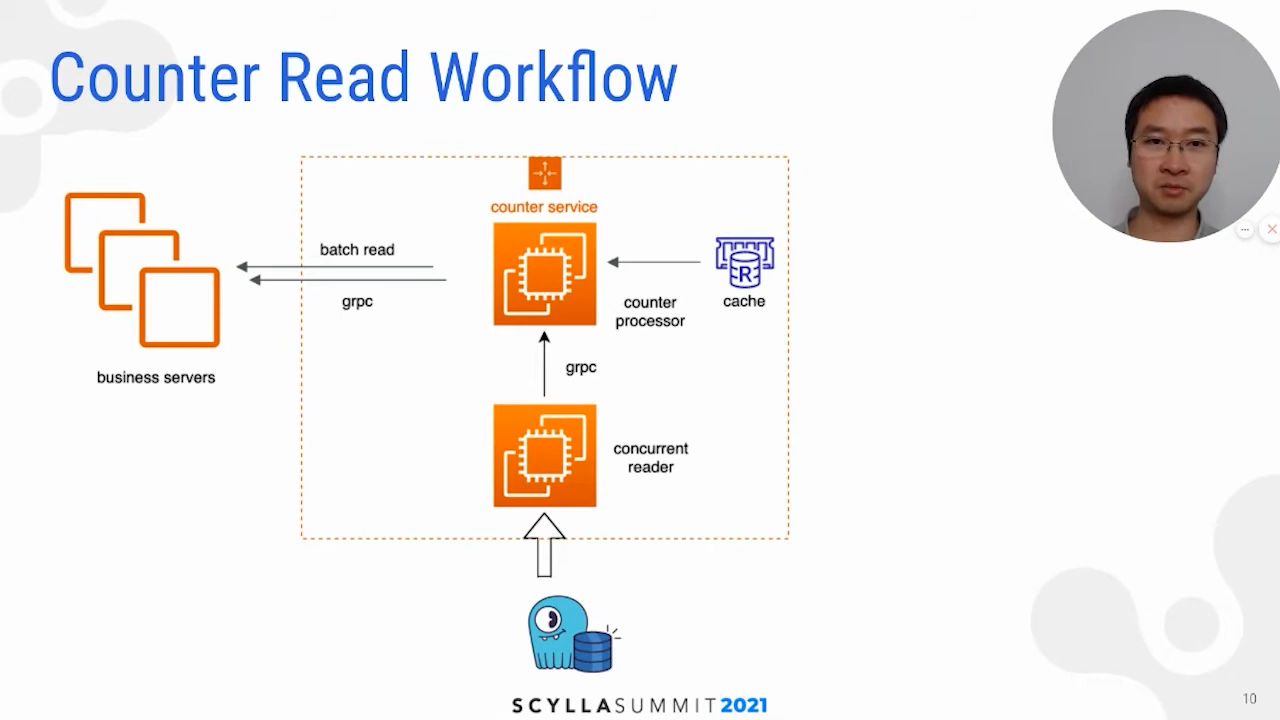 Counter Read Workflow
counter service
batch read
grpc
counter
processor
R
cache
business servers
grpc
concurrent
reader
SCYLLASUMMIT2021
10